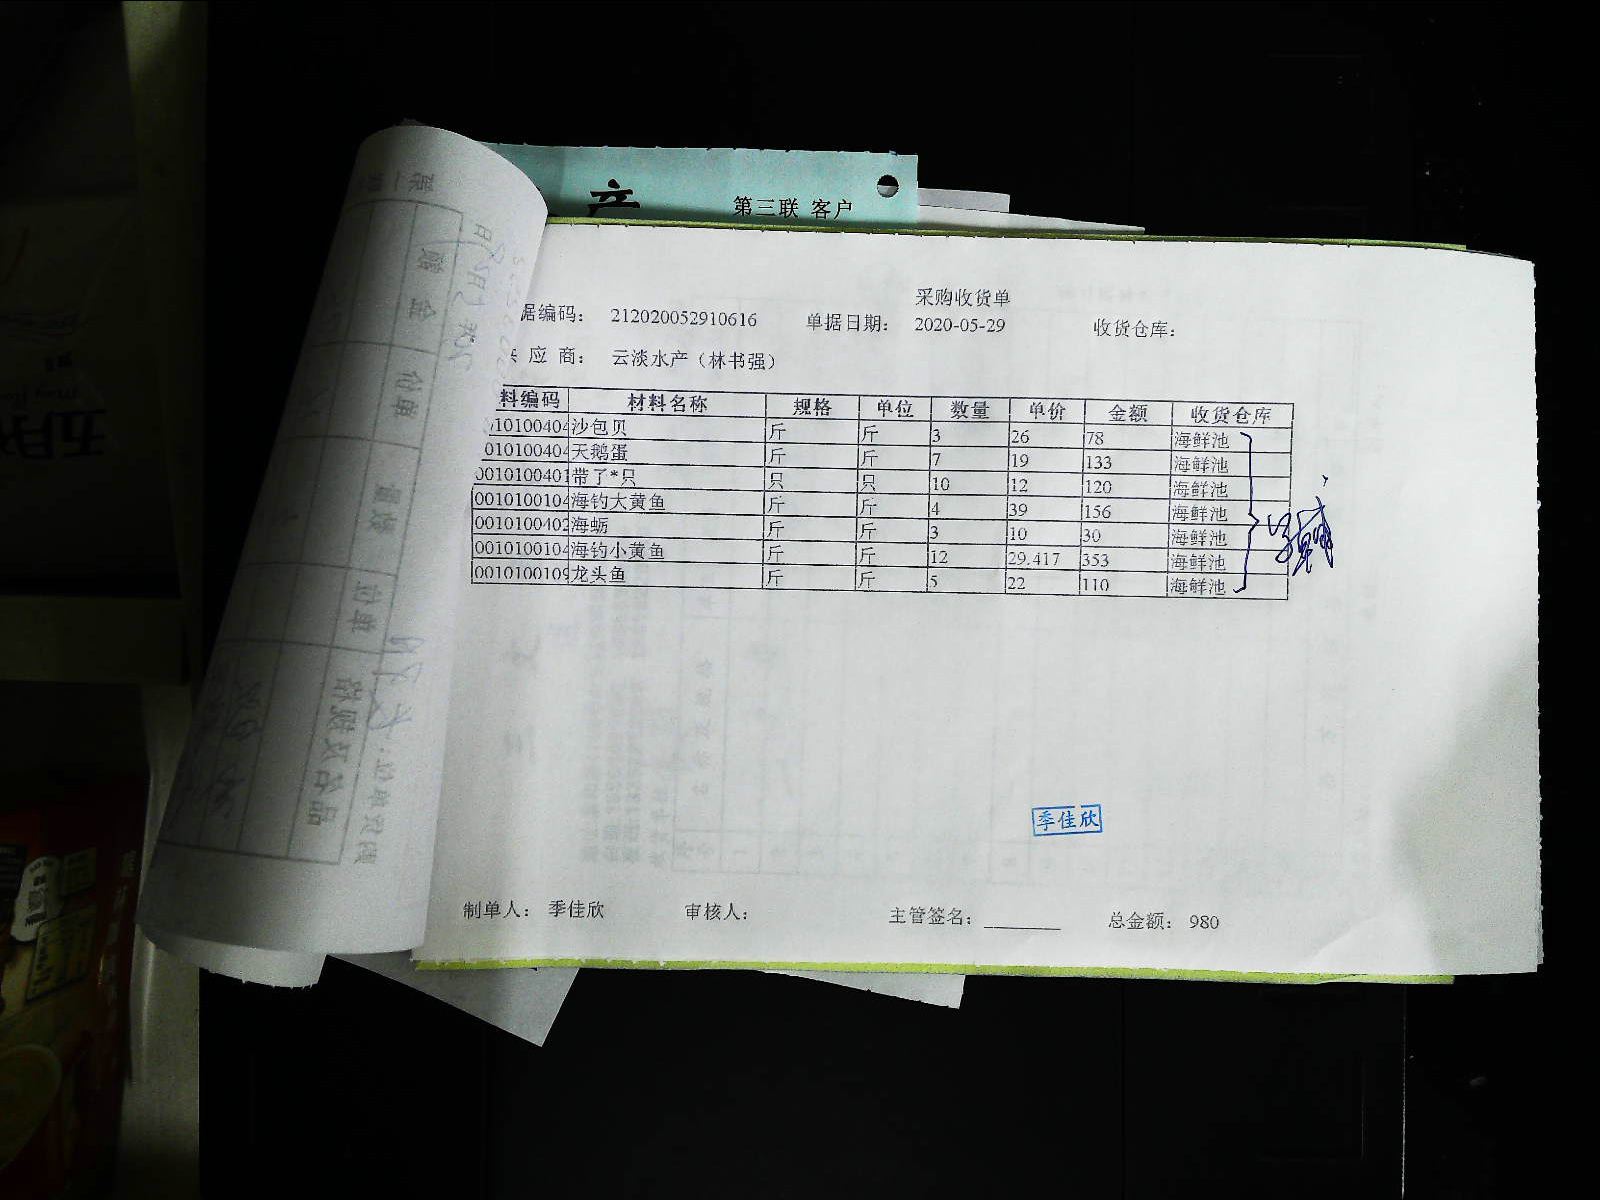 产
第三联 客户
采购收货单
据编码： 212020052910616 单据日期： 2020-05-29 收货仓库：
应 商： 云淡水产（林书强）
料编码 材料名称 规格 单位 数量 单价 金额 收货仓库
010100404 沙包贝 斤 斤 3 26 78 海鲜池
010100404 天鹅蛋 斤 斤 7 19 133 海鲜池
0010100401 带了*只 只 只 10 12 120 海鲜池
0010100104 海钓大黄鱼 斤 斤 4 39 156 海鲜池
0010100402 海蛎 斤 斤 3 10 30 海鲜池
0010100104 海钓小黄鱼 斤 斤 12 29.417 353 海鲜池
0010100109 龙头鱼 斤 斤 5 22 110 海鲜池
季佳欣
制单人： 季佳欣 审核人： 主管签名： 总金额： 980